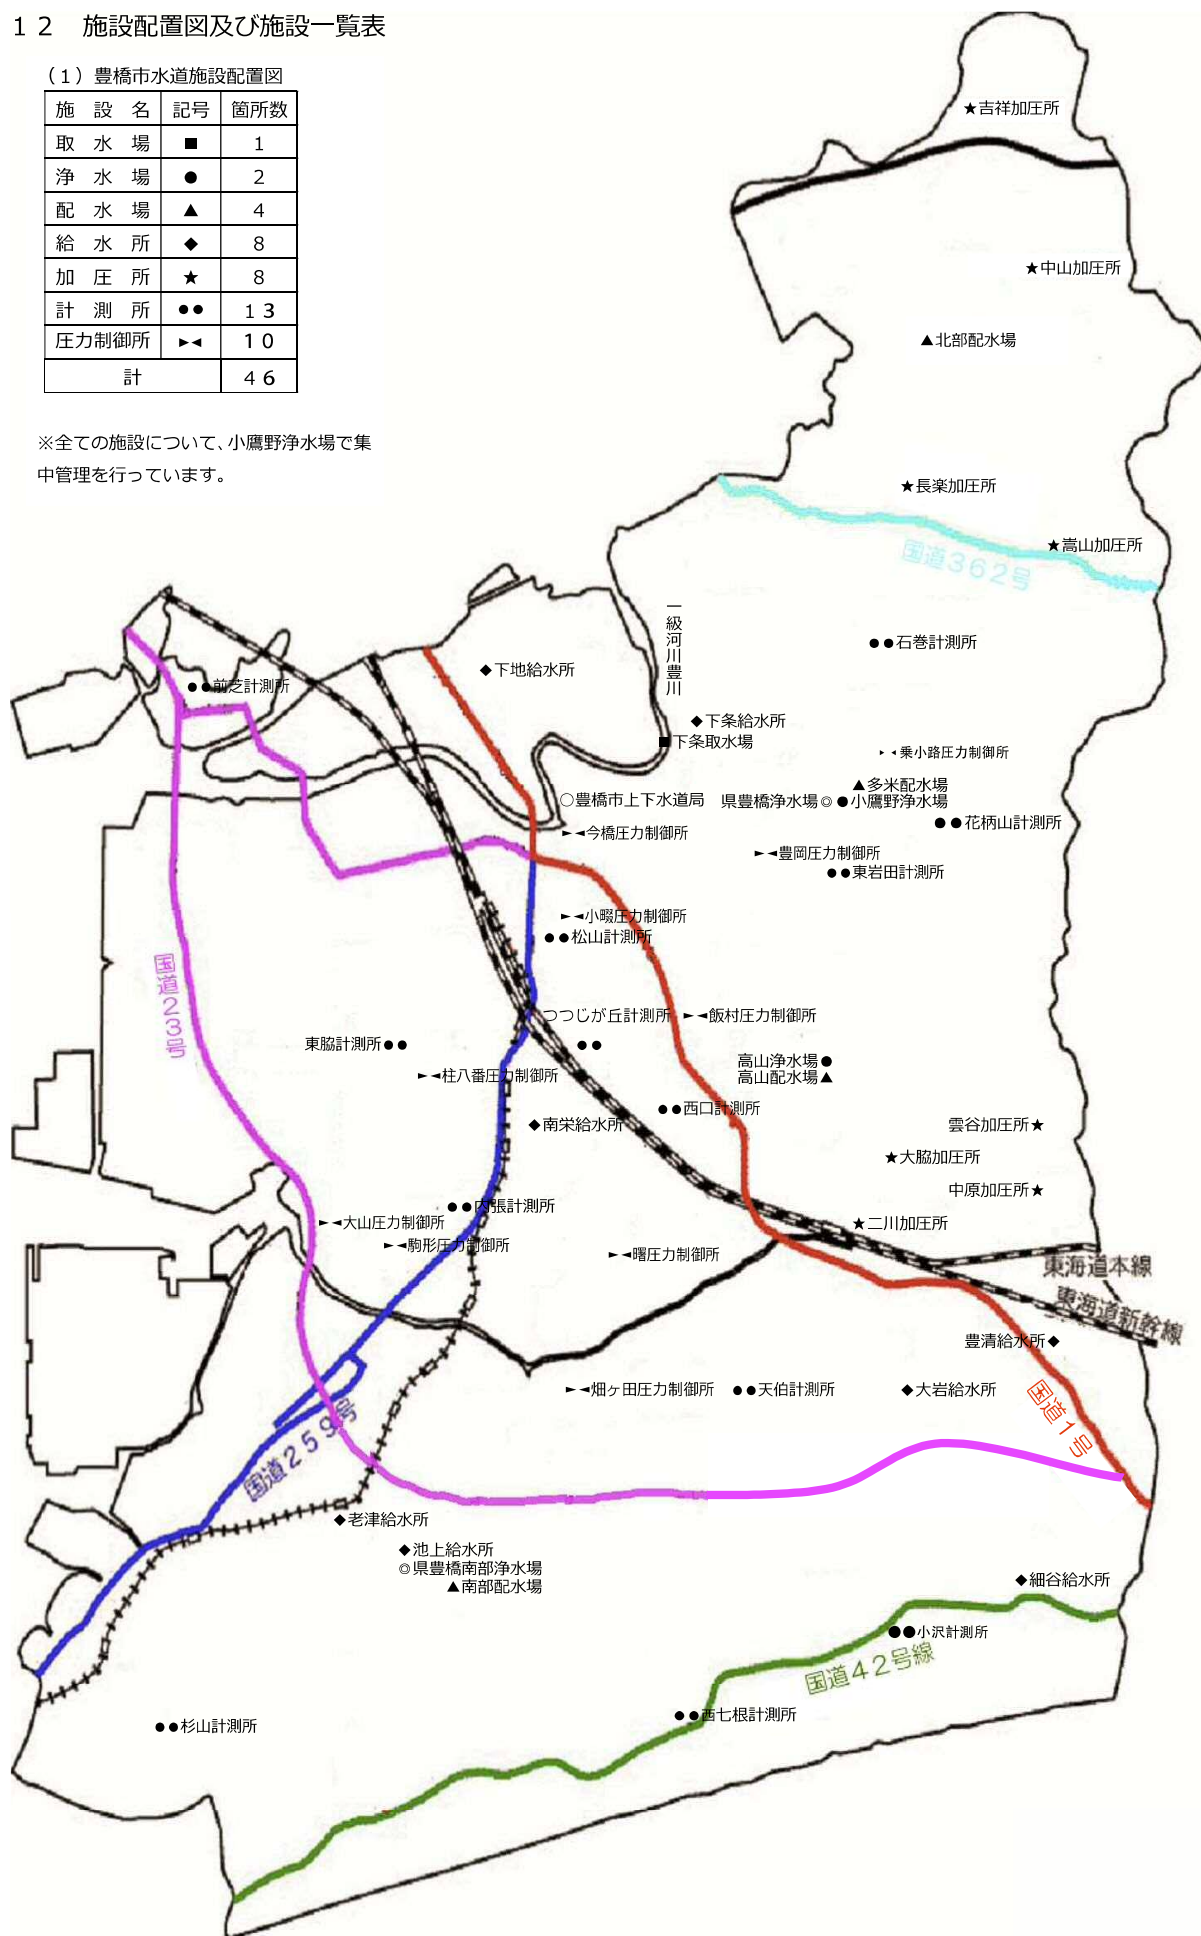 １２　施設配置図及び施設一覧表
（１）豊橋市水道施設配置図
施 設 名 記号 箇所数
取 水 場 ■ 1
浄 水 場 ● 2
配 水 場 ▲ 4
給 水 所 ◆ 8
加 圧 所 ★ 8
計 測 所 ●● 13
圧力制御所 ►◄ 10
計 46
※全ての施設について、小鷹野浄水場で集
中管理を行っています。
★吉祥加圧所
★中山加圧所
▲北部配水場
★長楽加圧所
★嵩山加圧所
国道362号
一級河川豊川
●●石巻計測所
◆下地給水所
●●前芝計測所
◆下条給水所
■下条取水場
►◄乗小路圧力制御所
▲多米配水場
○豊橋市上下水道局
県豊橋浄水場◎
●小鷹野浄水場
●●花柄山計測所
►◄今橋圧力制御所
►◄豊岡圧力制御所
●●東岩田計測所
►◄小畷圧力制御所
●●松山計測所
国道23号
つつじが丘計測所
●●
►◄飯村圧力制御所
東脇計測所●●
高山浄水場●
高山配水場▲
►◄柱八番圧力制御所
●●西口計測所
◆南栄給水所
雲谷加圧所★
★大脇加圧所
中原加圧所★
●●内張計測所
►◄大山圧力制御所
★二川加圧所
►◄駒形圧力制御所
►◄曙圧力制御所
東海道本線
東海道新幹線
豊清給水所◆
►◄畑ヶ田圧力制御所
●●天伯計測所
◆大岩給水所
国道1号
国道259号
◆老津給水所
◆池上給水所
◎県豊橋南部浄水場
▲南部配水場
◆細谷給水所
●●小沢計測所
国道42号線
●●西七根計測所
●●杉山計測所